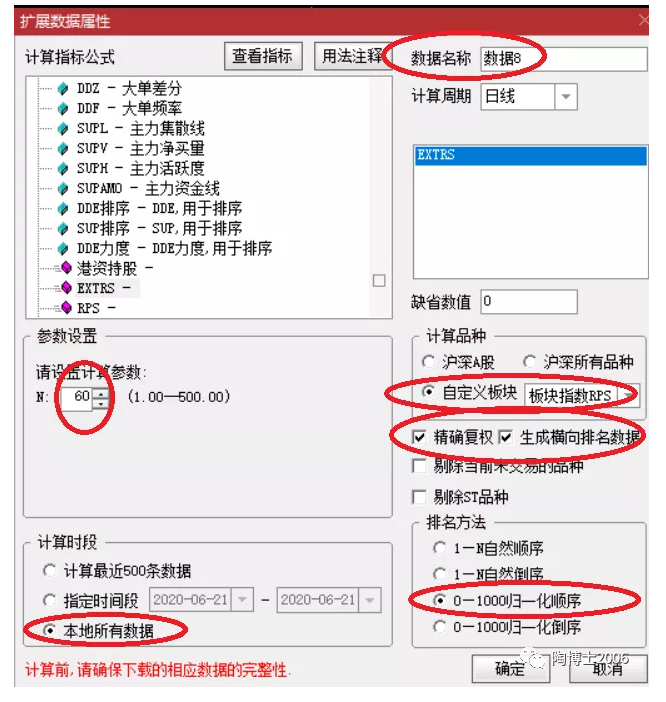 扩展数据属性
计算指标公式
查看指标
用法注释
数据名称 数据8
计算周期 日线
DDZ - 大单差分
DDF - 大单频率
SUPL - 主力集散线
SUPV - 主力净买量
SUPH - 主力活跃度
SUPAMO - 主力资金线
DDE排序 - DDE,用于排序
SUP排序 - SUP,用于排序
DDE力度 - DDE力度,用于排序
港资持股 -
EXTRS -
RPS -
EXTRS
缺省数值 0
参数设置
请设置计算参数:
N: 60 (1.00—500.00)
计算品种
沪深A股 沪深所有品种
自定义板块 板块指数RPS
精确复权 生成横向排名数据
剔除当前未交易的品种
剔除ST品种
计算时段
计算最近500条数据
指定时间段 2020-06-21 - 2020-06-21
本地所有数据
排名方法
1—N自然顺序
1—N自然倒序
0—1000归一化顺序
0—1000归一化倒序
计算前,请确保下载的相应数据的完整性.
确定
取消
陶博士2006